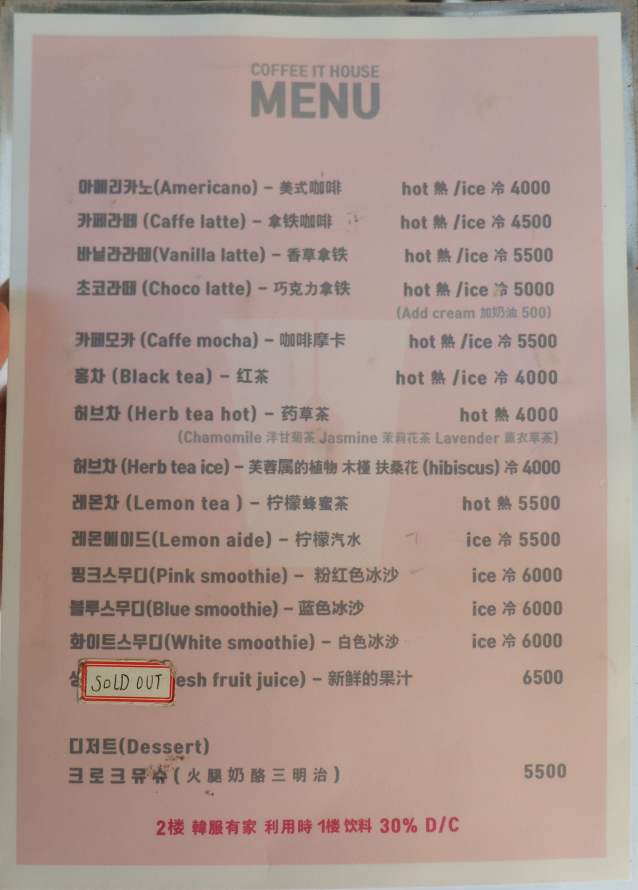 COFFEE IT HOUSE
MENU
아메리카노(Americano) - 美式咖啡 hot 熱 /ice 冷 4000
카페라떼 (Caffe latte) - 拿铁咖啡 hot 熱 /ice 冷 4500
바닐라라떼(Vanilla latte) - 香草拿铁 hot 熱 /ice 冷 5500
초코라떼 (Choco latte) - 巧克力拿铁 hot 熱 /ice 冷 5000
(Add cream 加奶油 500)
카페모카 (Caffe mocha) - 咖啡摩卡 hot 熱 /ice 冷 5500
홍차 (Black tea) - 红茶 hot 熱 /ice 冷 4000
허브차 (Herb tea hot) - 药草茶 hot 熱 4000
(Chamomile 洋甘菊茶 Jasmine 茉莉花茶 Lavender 薰衣草茶)
허브차 (Herb tea ice) - 芙蓉属的植物 木槿 扶桑花 (hibiscus) 冷 4000
레몬차 (Lemon tea ) - 柠檬蜂蜜茶 hot 熱 5500
레몬에이드(Lemon aide) - 柠檬汽水 ice 冷 5500
핑크스무디(Pink smoothie) - 粉红色冰沙 ice 冷 6000
블루스무디(Blue smoothie) - 蓝色冰沙 ice 冷 6000
화이트스무디(White smoothie) - 白色冰沙 ice 冷 6000
SOLD OUT esh fruit juice) - 新鲜的果汁 6500
디저트(Dessert)
크로크무슈 (火腿奶酪三明治) 5500
2楼 韓服有家 利用時 1楼 饮料 30% D/C